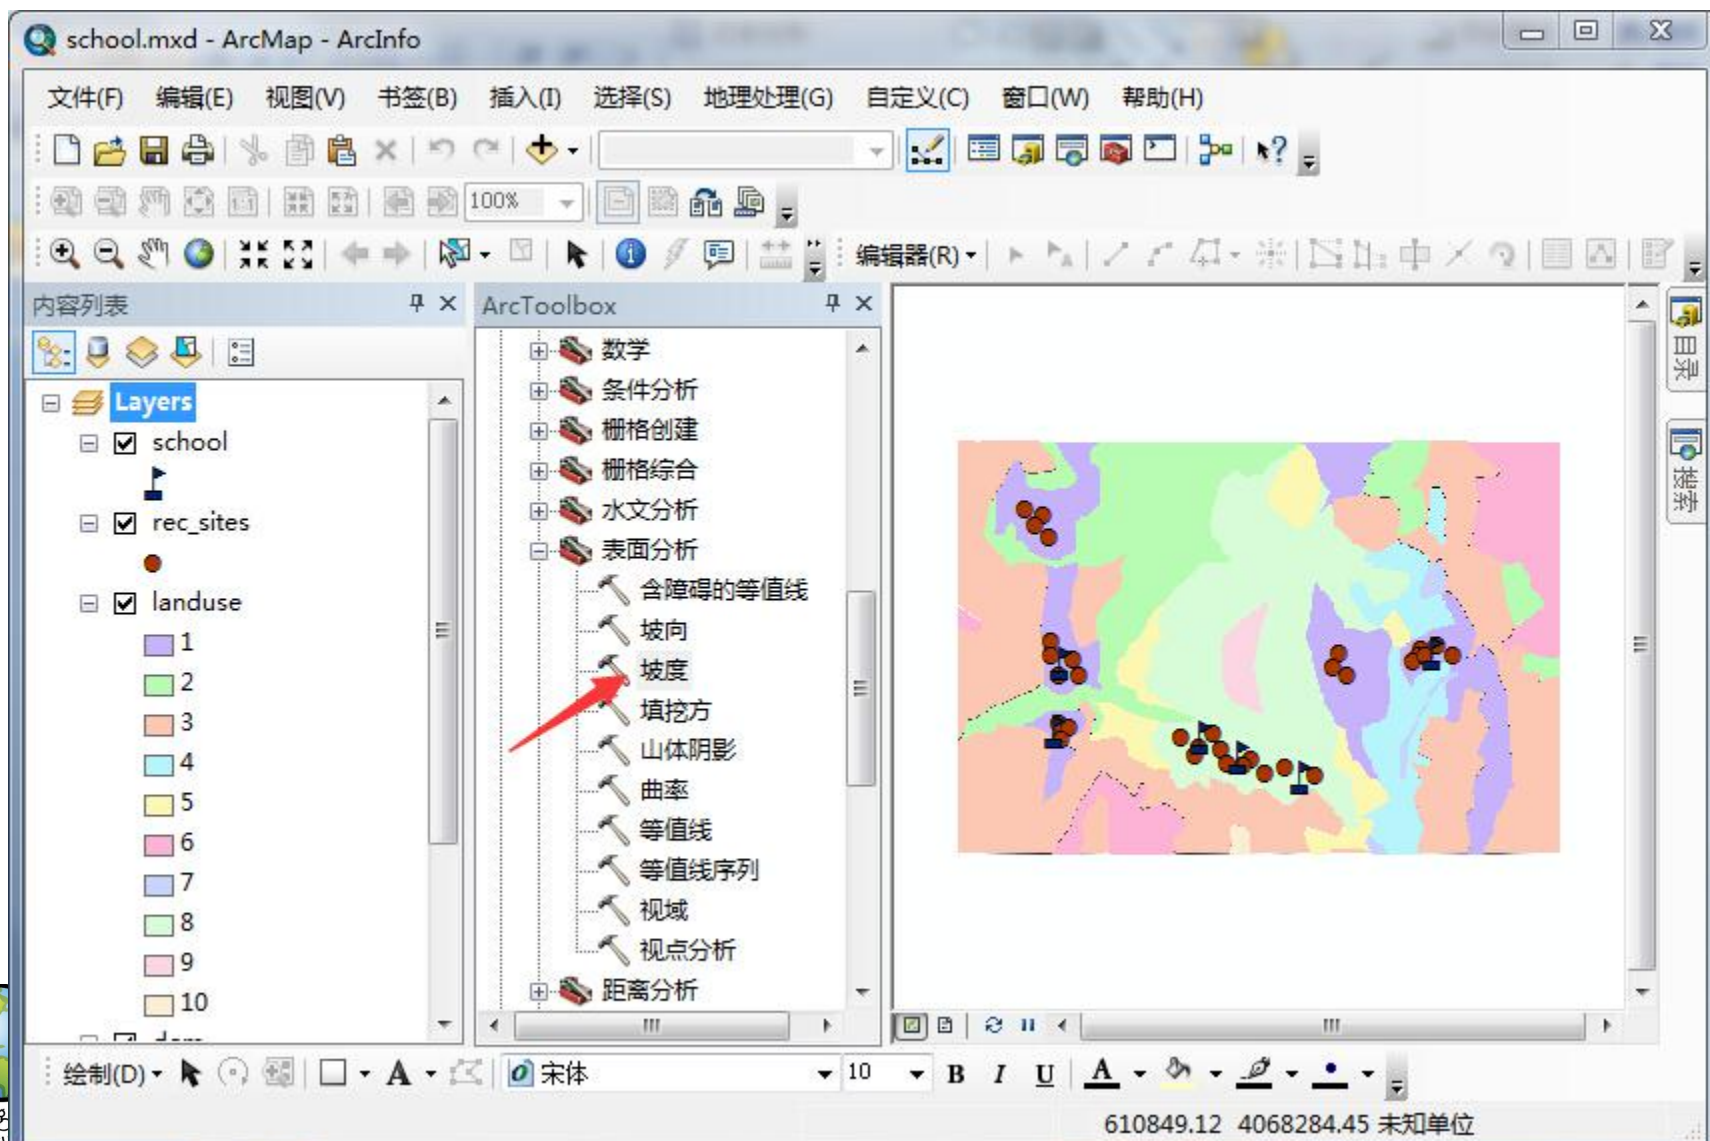 school.mxd - ArcMap - ArcInfo
文件(F) 编辑(E) 视图(V) 书签(B) 插入(I) 选择(S) 地理处理(G) 自定义(C) 窗口(W) 帮助(H)
100%
编辑器(R)
内容列表
Layers
school
rec_sites
landuse
1
2
3
4
5
6
7
8
9
10
ArcToolbox
数学
条件分析
栅格创建
栅格综合
水文分析
表面分析
含障碍的等值线
坡向
坡度
填挖方
山体阴影
曲率
等值线
等值线序列
视域
视点分析
距离分析
目录
搜索
绘制(D) A 宋体 10 B I U A
610849.12 4068284.45 未知单位